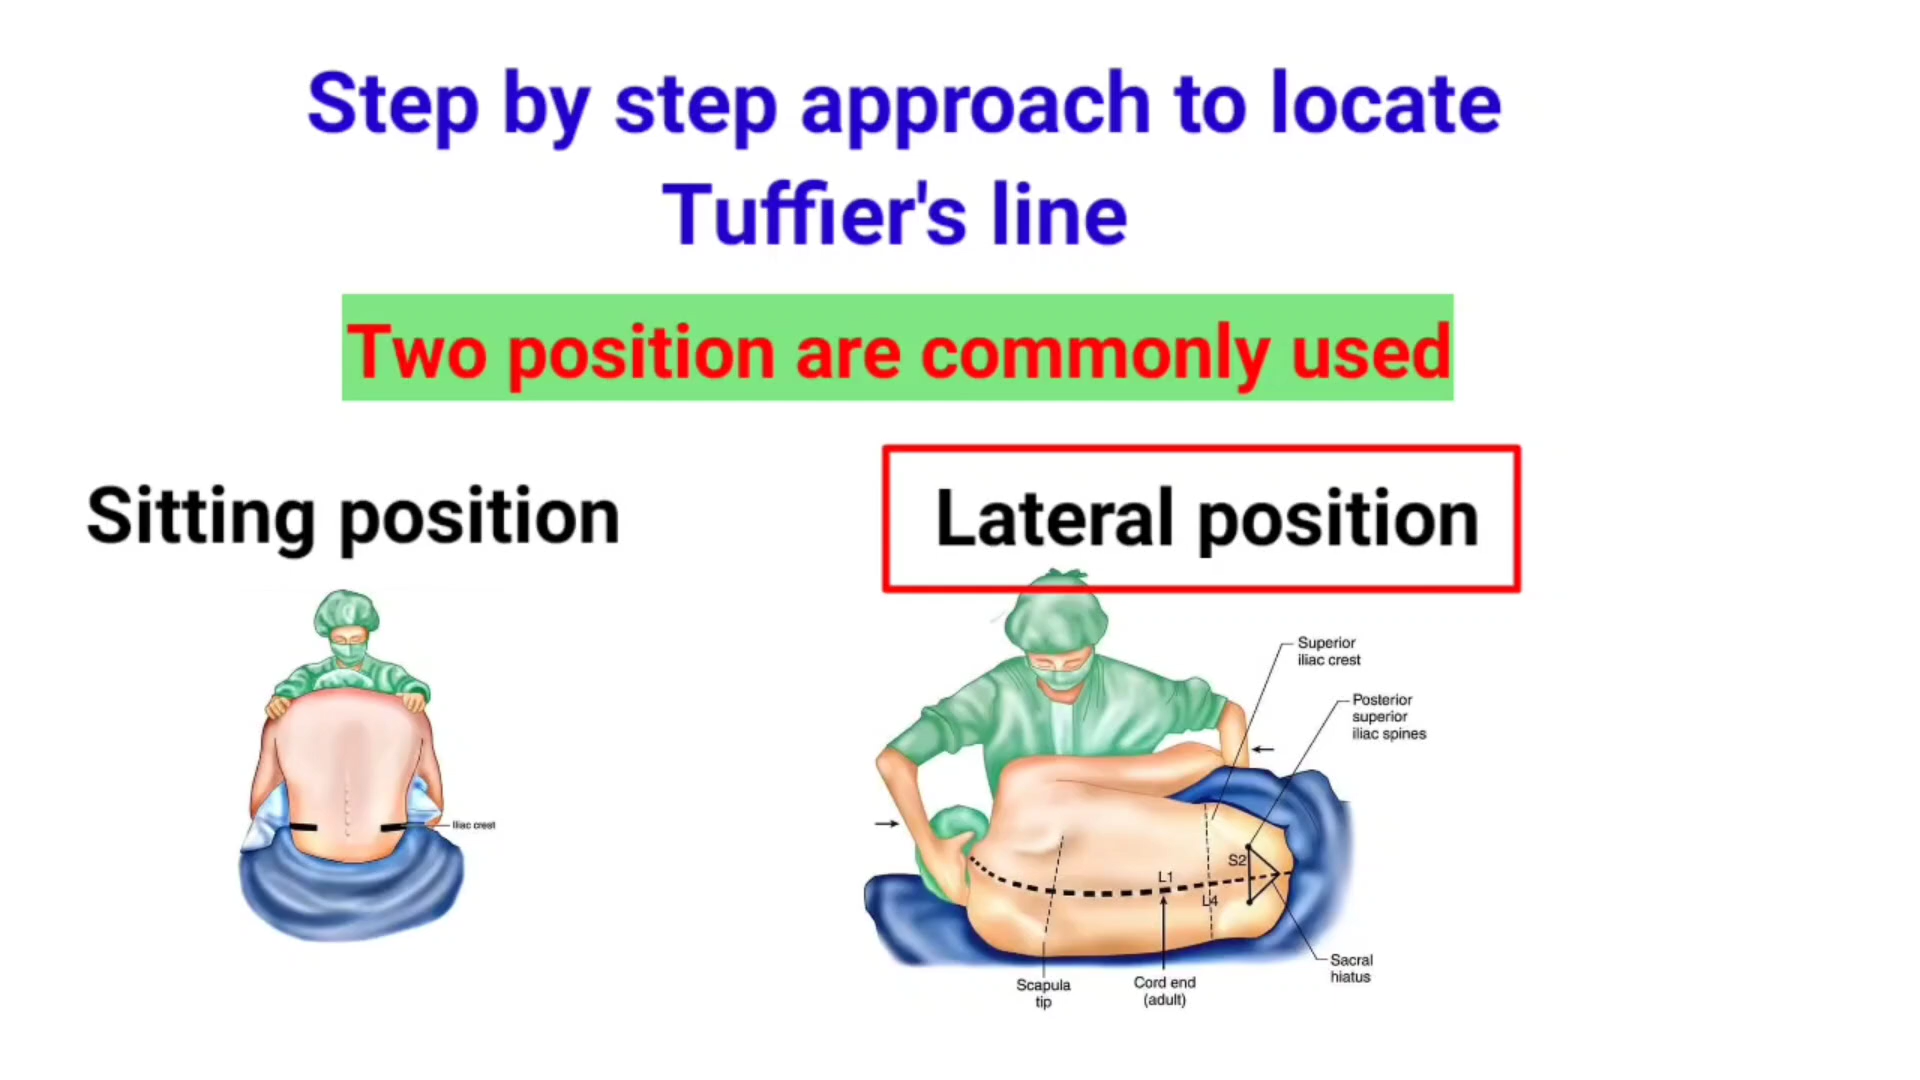 Step by step approach to locate
Tuffier's line
Two position are commonly used
Sitting position
Lateral position
Iliac crest
Superior
iliac crest
Posterior
superior
iliac spines
S2
L1
L4
Sacral
hiatus
Scapula
tip
Cord end
(adult)